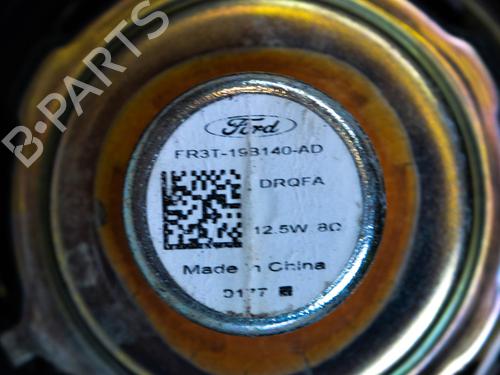 B-PARTS
Ford
FR3T-19B140-AD
DRQFA
12.5W 8Ω
Made in China
0177